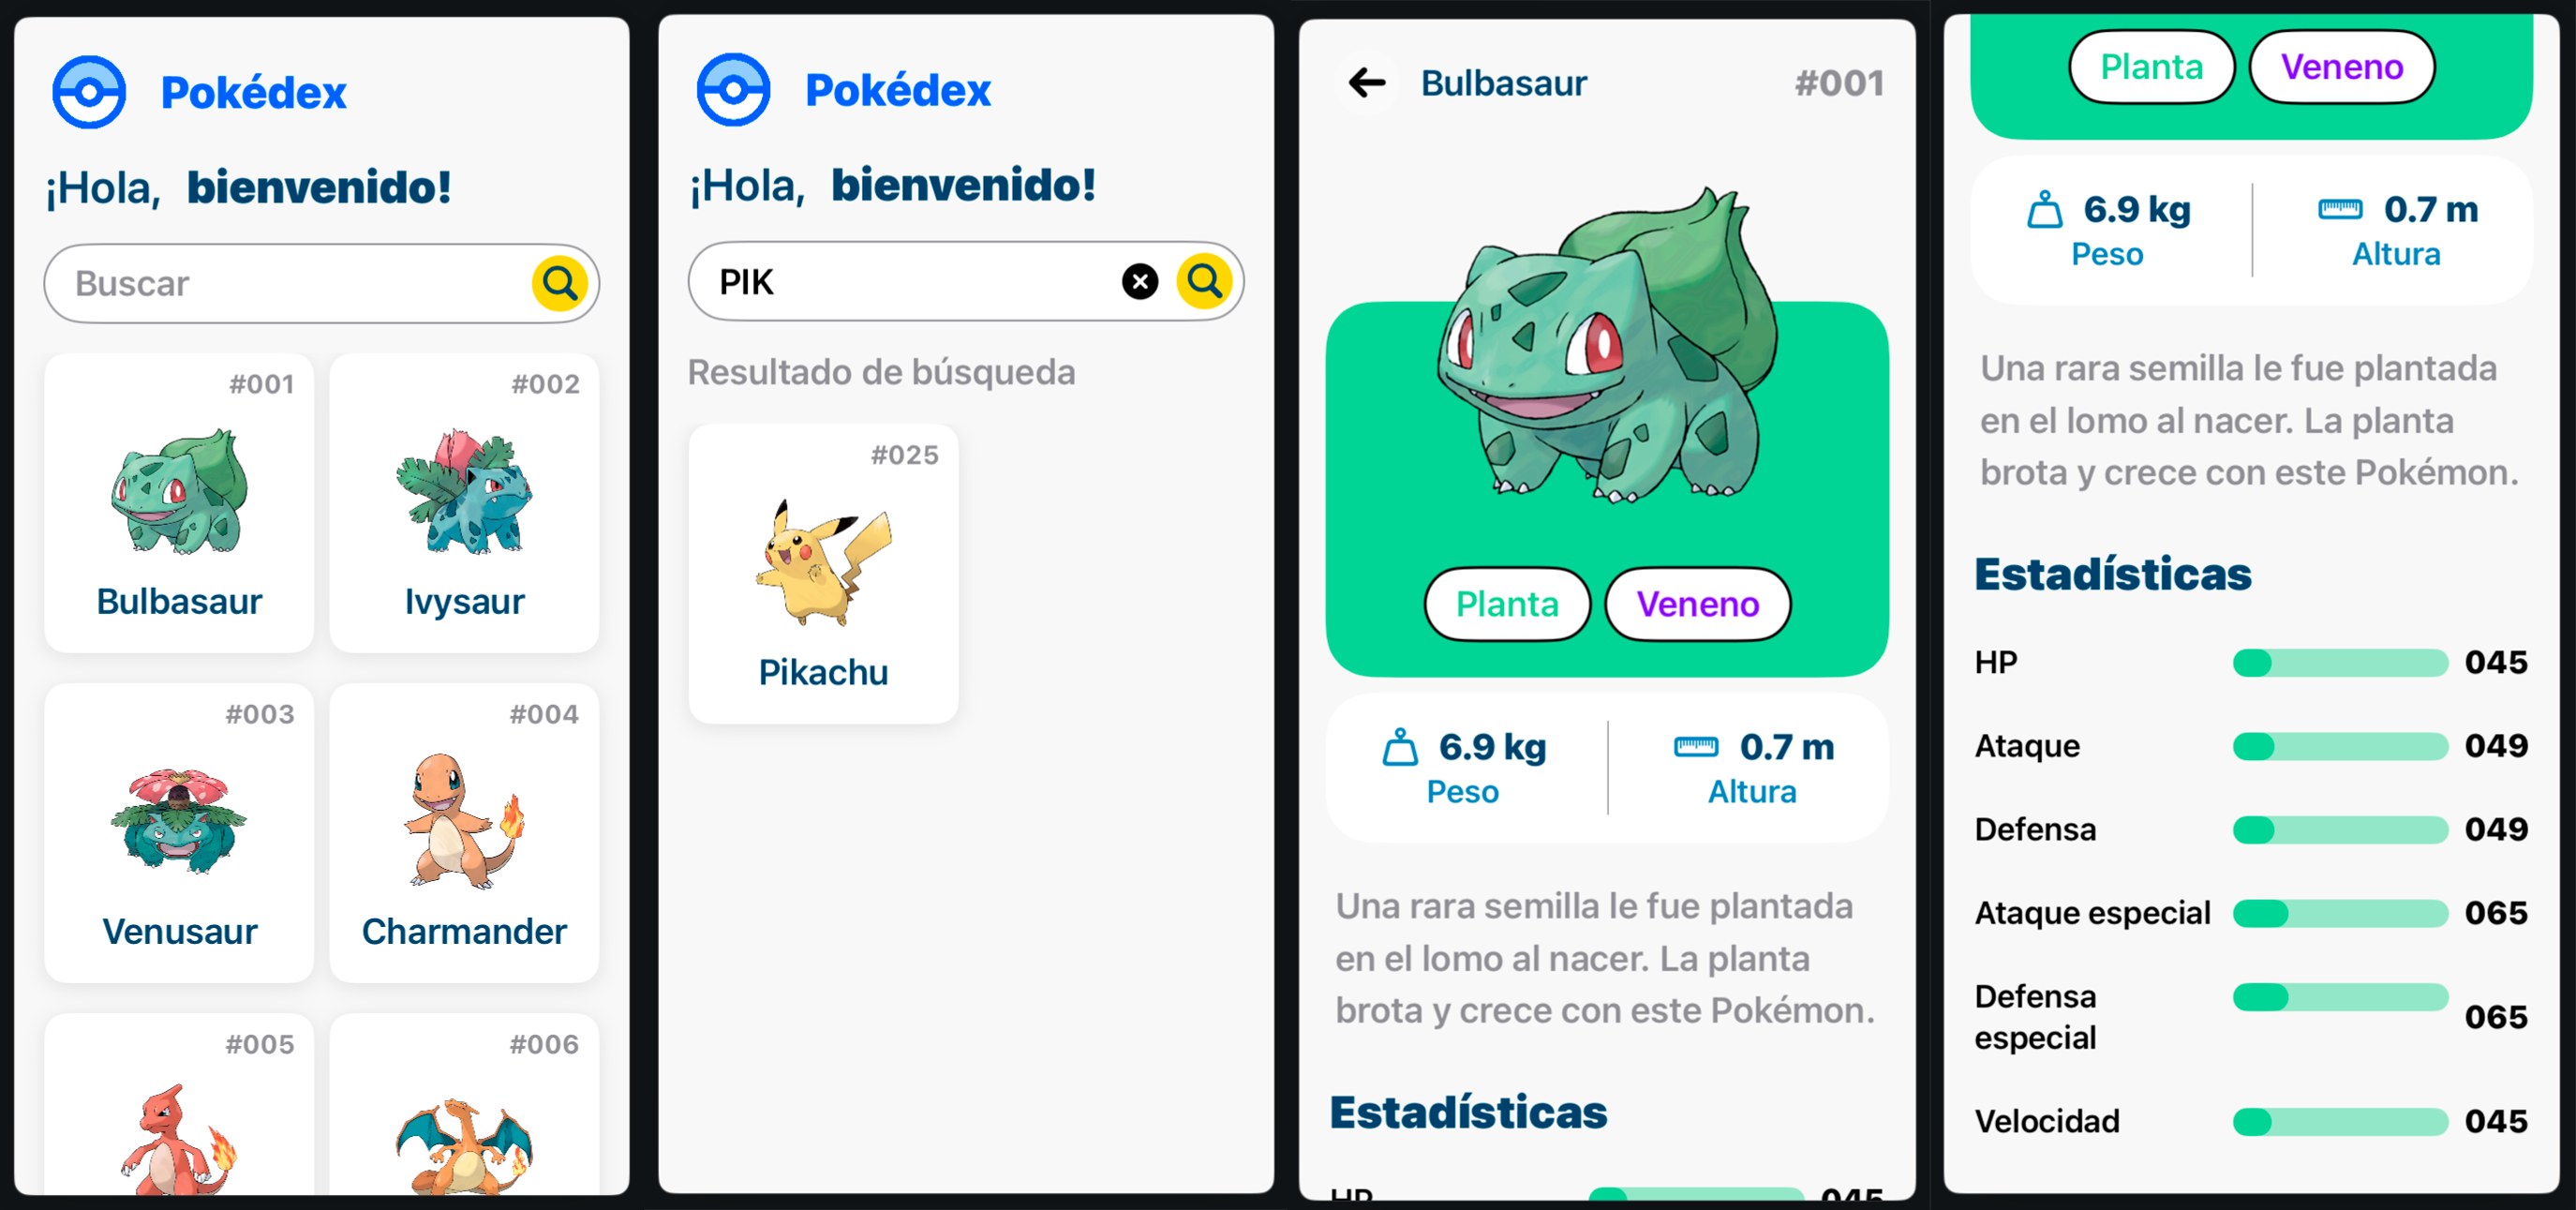 Pokédex
¡Hola, bienvenido!
Buscar
#001
Bulbasaur
#002
Ivysaur
#003
Venusaur
#004
Charmander
#005
#006
Pokédex
¡Hola, bienvenido!
PIK
Resultado de búsqueda
#025
Pikachu
Bulbasaur
#001
Planta
Veneno
6.9 kg
Peso
0.7 m
Altura
Una rara semilla le fue plantada
en el lomo al nacer. La planta
brota y crece con este Pokémon.
Estadísticas
HP 045
Planta
Veneno
6.9 kg
Peso
0.7 m
Altura
Una rara semilla le fue plantada
en el lomo al nacer. La planta
brota y crece con este Pokémon.
Estadísticas
HP 045
Ataque 049
Defensa 049
Ataque especial 065
Defensa
especial 065
Velocidad 045